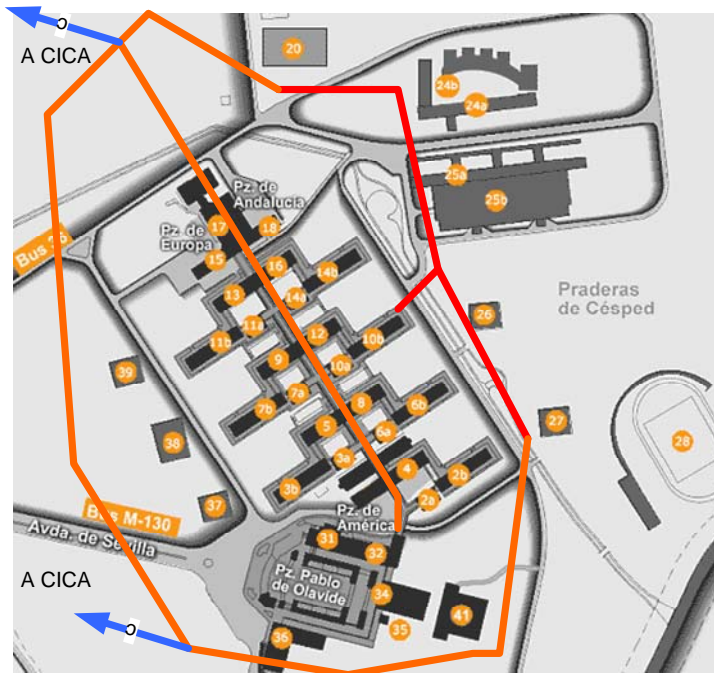 A CICA
20
24b
24a
25a
25b
Pz. de
Andalucía
17
18
Pz. de
Europa
15
16
14b
13
14a
Bus 36
11a
11b
12
10b
9
10a
7a
7b
8
6b
5
6a
3a
3b
4
2b
2a
Praderas
de Césped
26
27
28
39
38
37
Bus M-130
Avda. de Sevilla
Pz. de
América
31
32
Pz. Pablo
de Olavide
34
35
41
36
A CICA